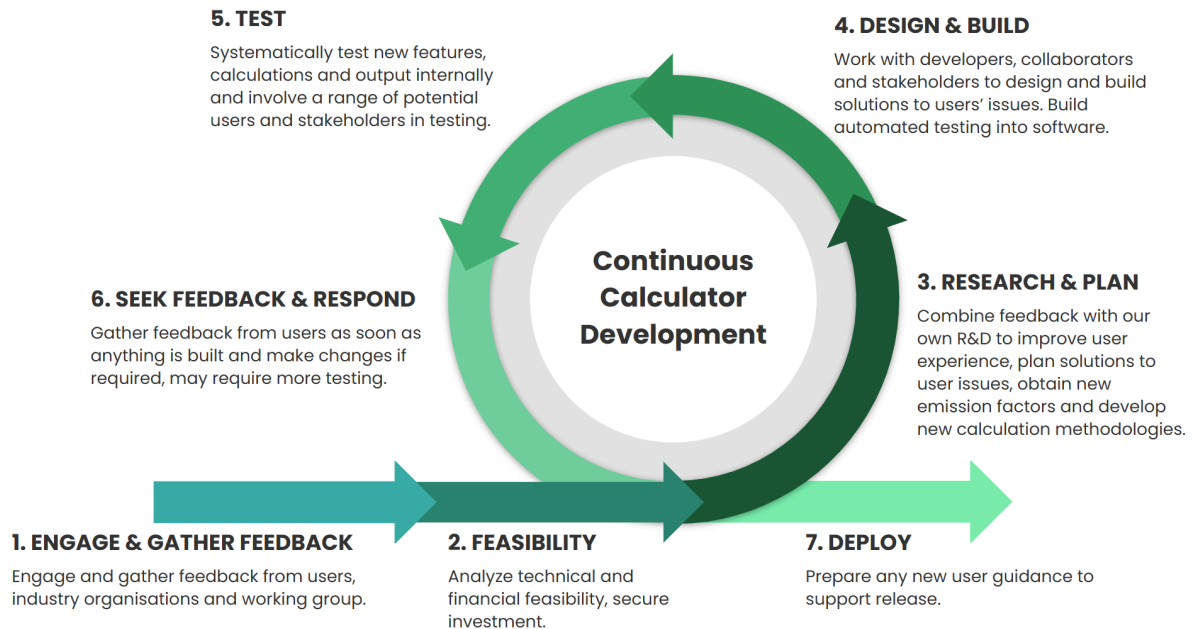 5. TEST
Systematically test new features,
calculations and output internally
and involve a range of potential
users and stakeholders in testing.
4. DESIGN & BUILD
Work with developers, collaborators
and stakeholders to design and build
solutions to users’ issues. Build
automated testing into software.
Continuous
Calculator
Development
6. SEEK FEEDBACK & RESPOND
Gather feedback from users as soon as
anything is built and make changes if
required, may require more testing.
3. RESEARCH & PLAN
Combine feedback with our
own R&D to improve user
experience, plan solutions to
user issues, obtain new
emission factors and develop
new calculation methodologies.
1. ENGAGE & GATHER FEEDBACK
Engage and gather feedback from users,
industry organisations and working group.
2. FEASIBILITY
Analyze technical and
financial feasibility, secure
investment.
7. DEPLOY
Prepare any new user guidance to
support release.